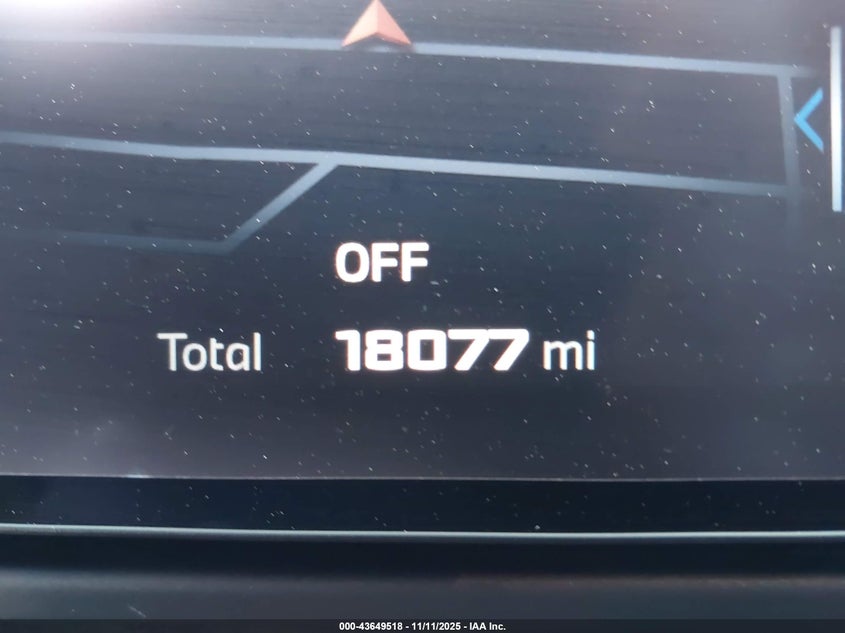 OFF
Total 18077 mi
000-43649518 - 11/11/2025 - IAA Inc.